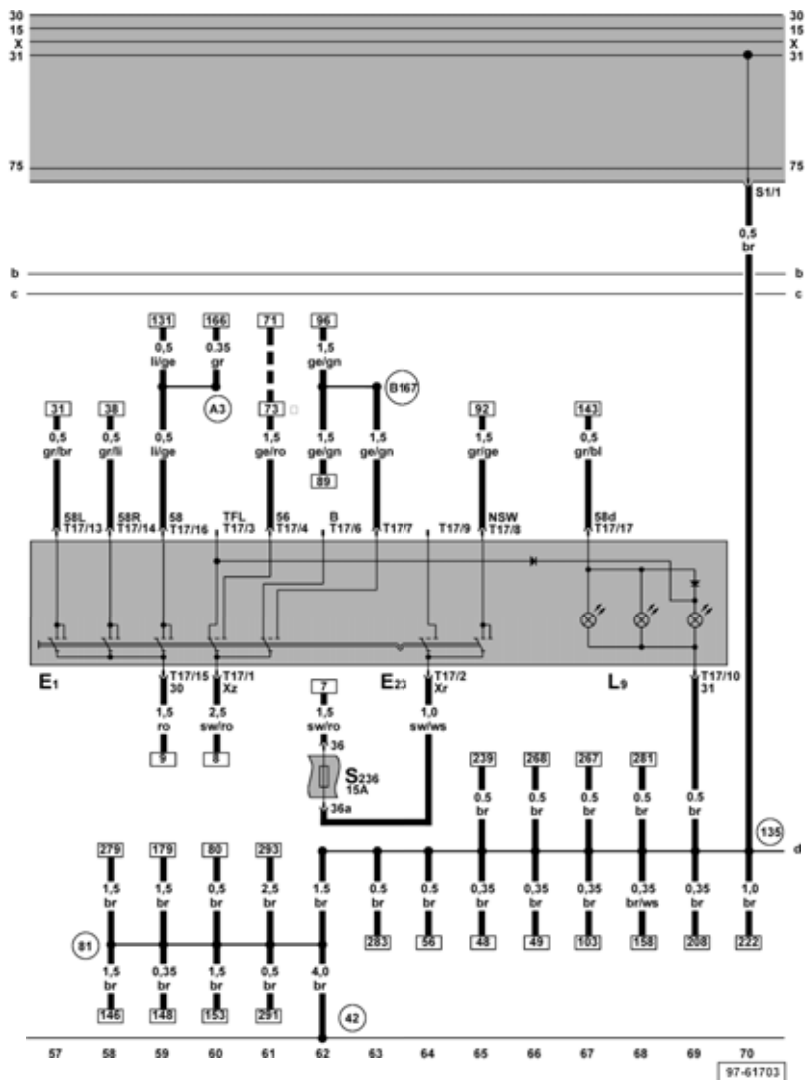 30 30
15 15
X X
31 31
75 75
S1/1
0,5
br
b b
c c
131 166 71 96
0,5 0.35 1,5
li/ge gr ge/gn
A3 B167
31 38 73 92 143
0,5 0,5 0,5 1,5 1,5 1,5 1,5 0,5
gr/br gr/li li/ge ge/ro ge/gn ge/gn gr/ge gr/bl
89
58L 58R 58 TFL 56 B NSW 58d
T17/13 T17/14 T17/16 T17/3 T17/4 T17/6 T17/7 T17/9 T17/8 T17/17
E1 T17/15 T17/1 E23 T17/2 L9 T17/10
30 Xz Xr 31
7
1,5 2,5 1,5 1,0
ro sw/ro sw/ro sw/ws
9 8 36
S236
15A
36a
239 268 267 281
0.5 0.5 0.5 0.5 0.5
br br br br br
135
d
279 179 80 293
1,5 1,5 0,5 2,5 1.5 0.5 0.5 0,35 0,35 0,35 0,35 0,35 1,0
br br br br br br br br br br br/ws br br
283 56 48 49 103 158 208 222
81
1,5 0,35 1,5 0,5 4,0
br br br br br
146 148 153 291 42
57 58 59 60 61 62 63 64 65 66 67 68 69 70
97-61703